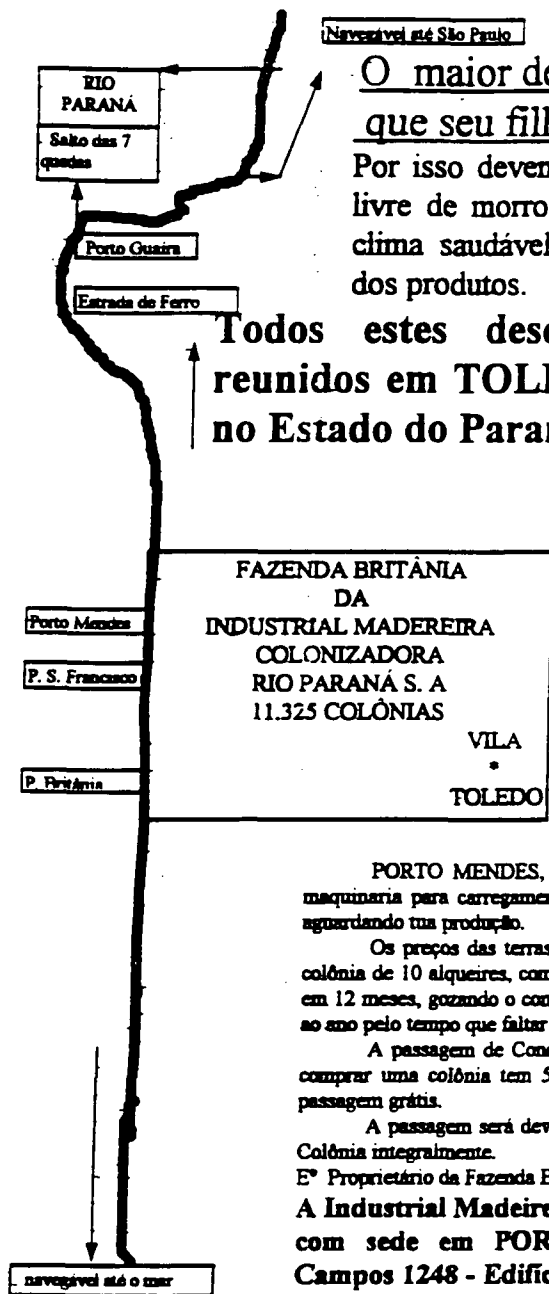 Navegável até São Paulo
RIO
PARANÁ
Salto das 7
quedas
O maior de
que seu filh
Por isso deven
livre de morro
clima saudável
dos produtos.
Porto Guaira
Estrada de Ferro
Todos estes dese
reunidos em TOLE
no Estado do Paran
FAZENDA BRITÂNIA
DA
INDUSTRIAL MADEREIRA
COLONIZADORA
RIO PARANÁ S. A
11.325 COLÔNIAS
VILA
*
TOLEDO
Porto Mendes
P. S. Francisco
P. Britânia
PORTO MENDES,
maquinaria para carregamen
aguardando tua produção.
Os preços das terras
colônia de 10 alqueires, com
em 12 meses, gozando o com
ao ano pelo tempo que faltar
A passagem de Conc
comprar uma colônia tem 5
passagem grátis.
A passagem será dev
Colônia integralmente.
Eº Proprietário da Fazenda B
A Industrial Madeire
com sede em POR
Campos 1248 - Edifíc
navegável até o mar